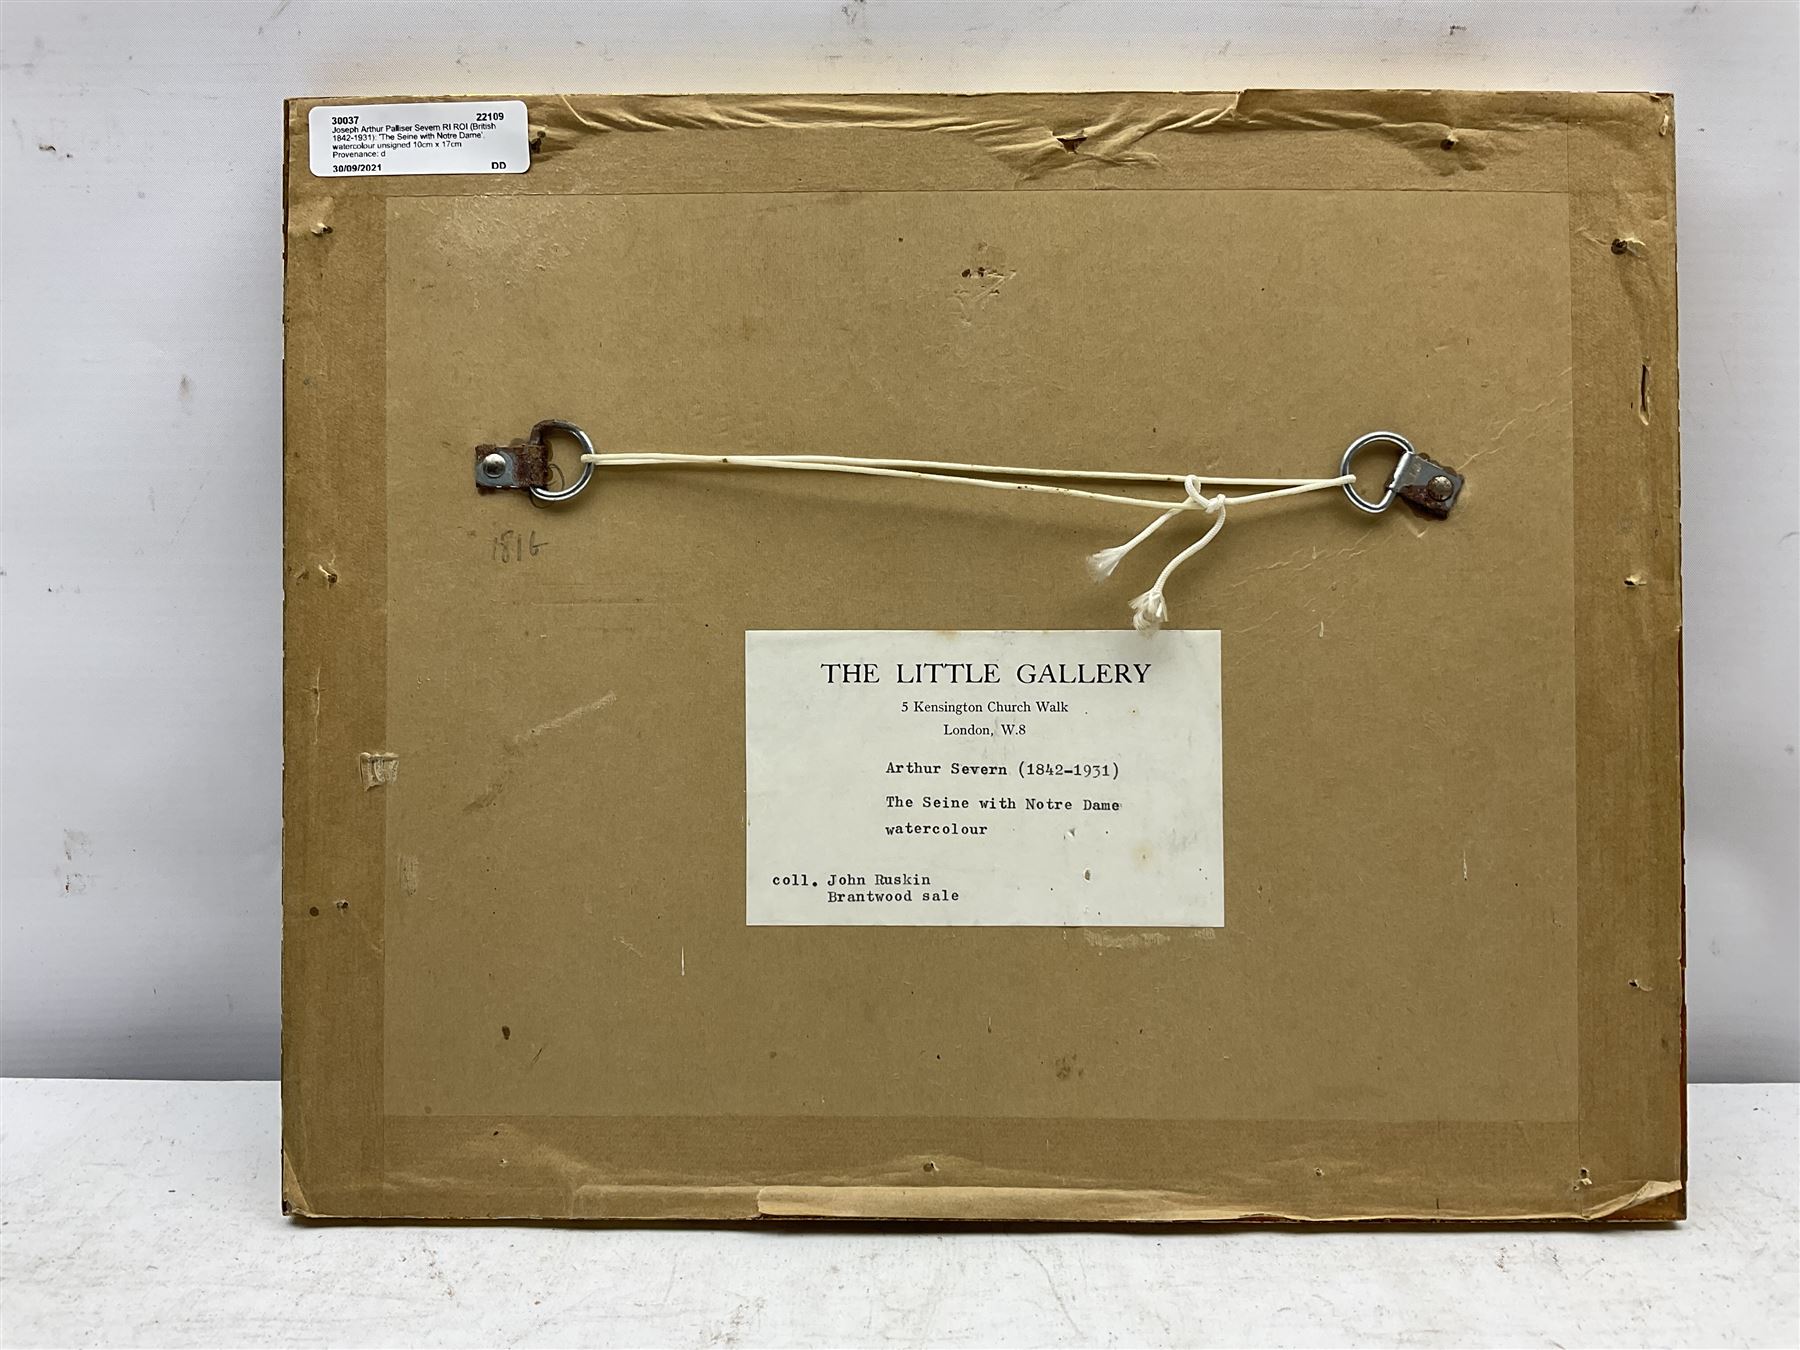 30037 22109
Joseph Arthur Palliser Severn RI ROI (British
1842-1931): 'The Seine with Notre Dame'.
watercolour unsigned 10cm x 17cm
Provenance: d
30/09/2021 DD
THE LITTLE GALLERY
5 Kensington Church Walk
London, W.8
Arthur Severn (1842-1931)
The Seine with Notre Dame
watercolour
coll. John Ruskin
Brantwood sale